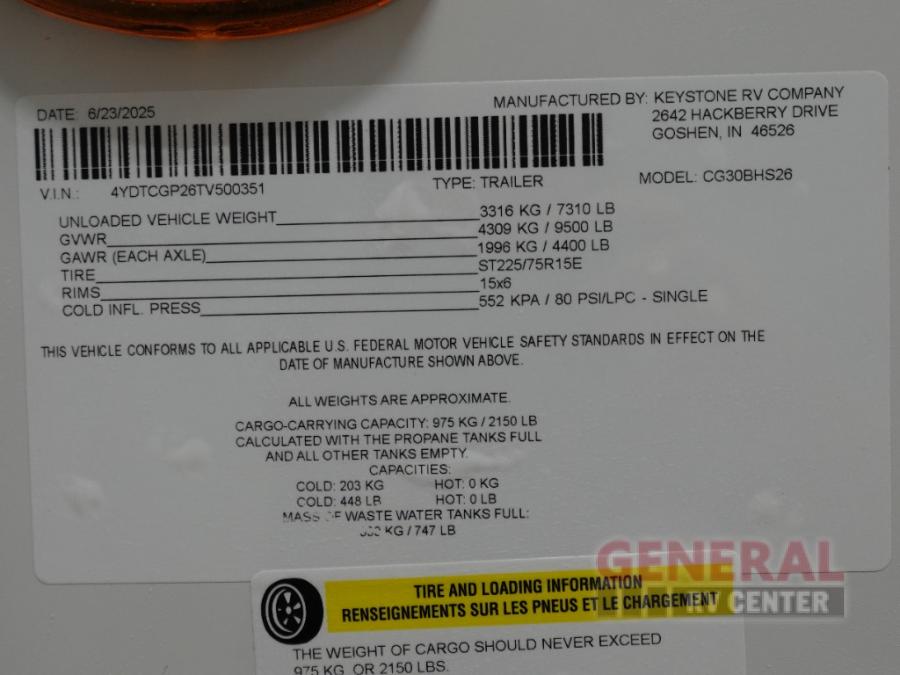 DATE: 6/23/2025
MANUFACTURED BY: KEYSTONE RV COMPANY
2642 HACKBERRY DRIVE
GOSHEN, IN 46526
V.I.N.: 4YDTCGP26TV500351
TYPE: TRAILER
MODEL: CG30BHS26
UNLOADED VEHICLE WEIGHT 3316 KG / 7310 LB
GVWR 4309 KG / 9500 LB
GAWR (EACH AXLE) 1996 KG / 4400 LB
TIRE ST225/75R15E
RIMS 15x6
COLD INFL. PRESS 552 KPA / 80 PSI/LPC - SINGLE
THIS VEHICLE CONFORMS TO ALL APPLICABLE U.S. FEDERAL MOTOR VEHICLE SAFETY STANDARDS IN EFFECT ON THE
DATE OF MANUFACTURE SHOWN ABOVE.
ALL WEIGHTS ARE APPROXIMATE.
CARGO-CARRYING CAPACITY: 975 KG / 2150 LB
CALCULATED WITH THE PROPANE TANKS FULL
AND ALL OTHER TANKS EMPTY.
CAPACITIES:
COLD: 203 KG HOT: 0 KG
COLD: 448 LB HOT: 0 LB
MASS OF WASTE WATER TANKS FULL:
KG / 747 LB
TIRE AND LOADING INFORMATION
RENSEIGNEMENTS SUR LES PNEUS ET LE CHARGEMENT
THE WEIGHT OF CARGO SHOULD NEVER EXCEED
975 KG. OR 2150 LBS.
GENERAL
RV CENTER